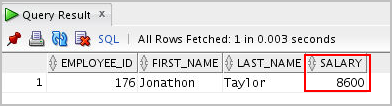 Query Result ×
SQL | All Rows Fetched: 1 in 0.003 seconds
EMPLOYEE_ID FIRST_NAME LAST_NAME SALARY
1 176 Jonathon Taylor 8600